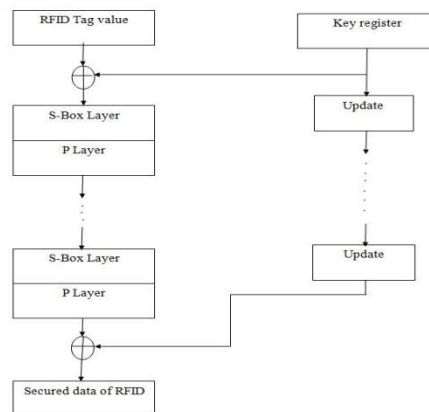 RFID Tag value
Key register
S-Box Layer
Update
P Layer
S-Box Layer
Update
P Layer
Secured data of RFID